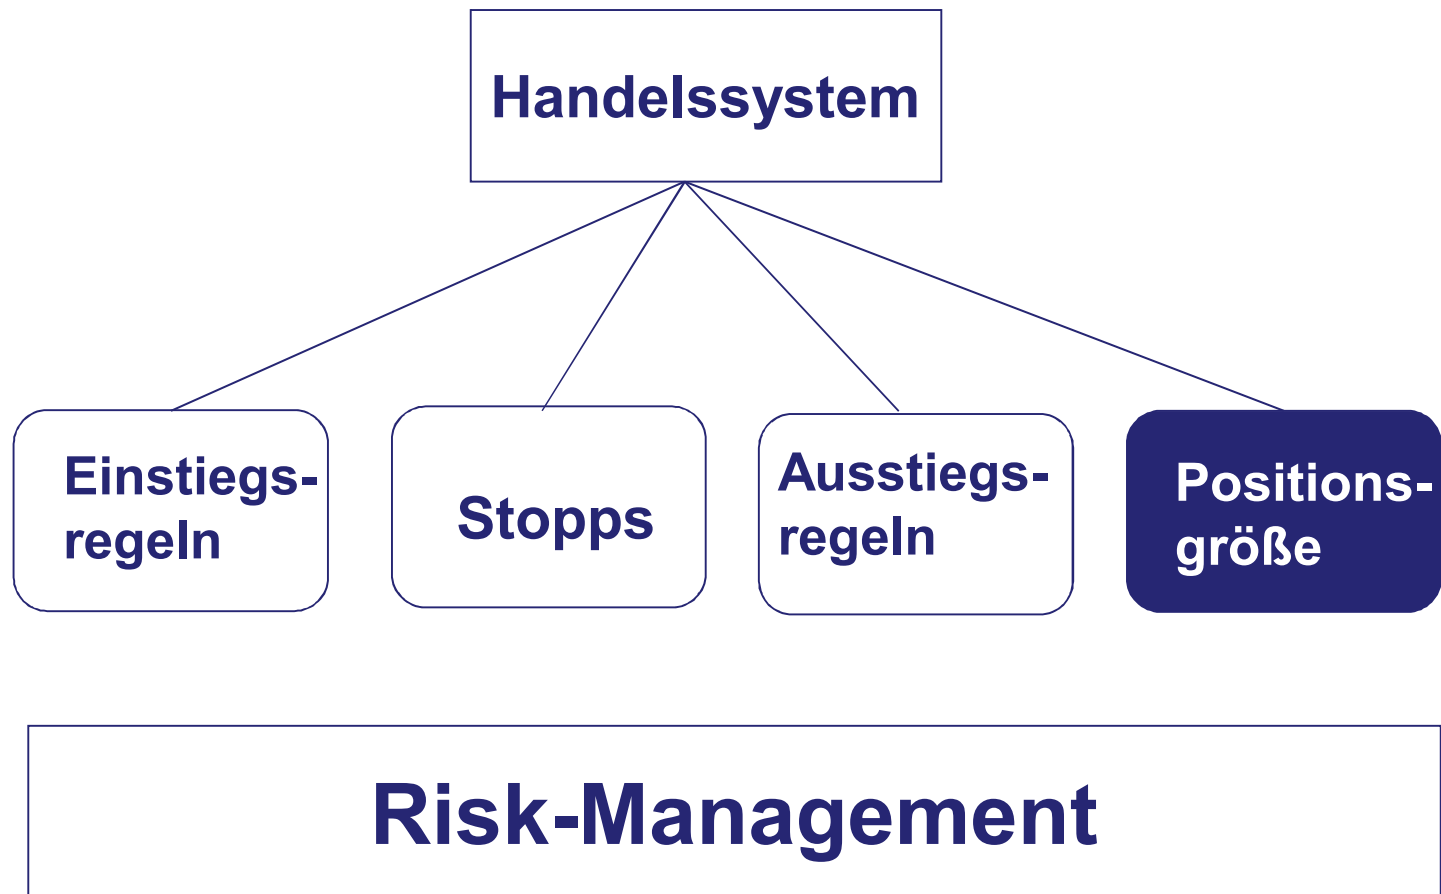 Handelssystem
Einstiegs-
regeln
Stopps
Ausstiegs-
regeln
Positions-
größe
Risk-Management